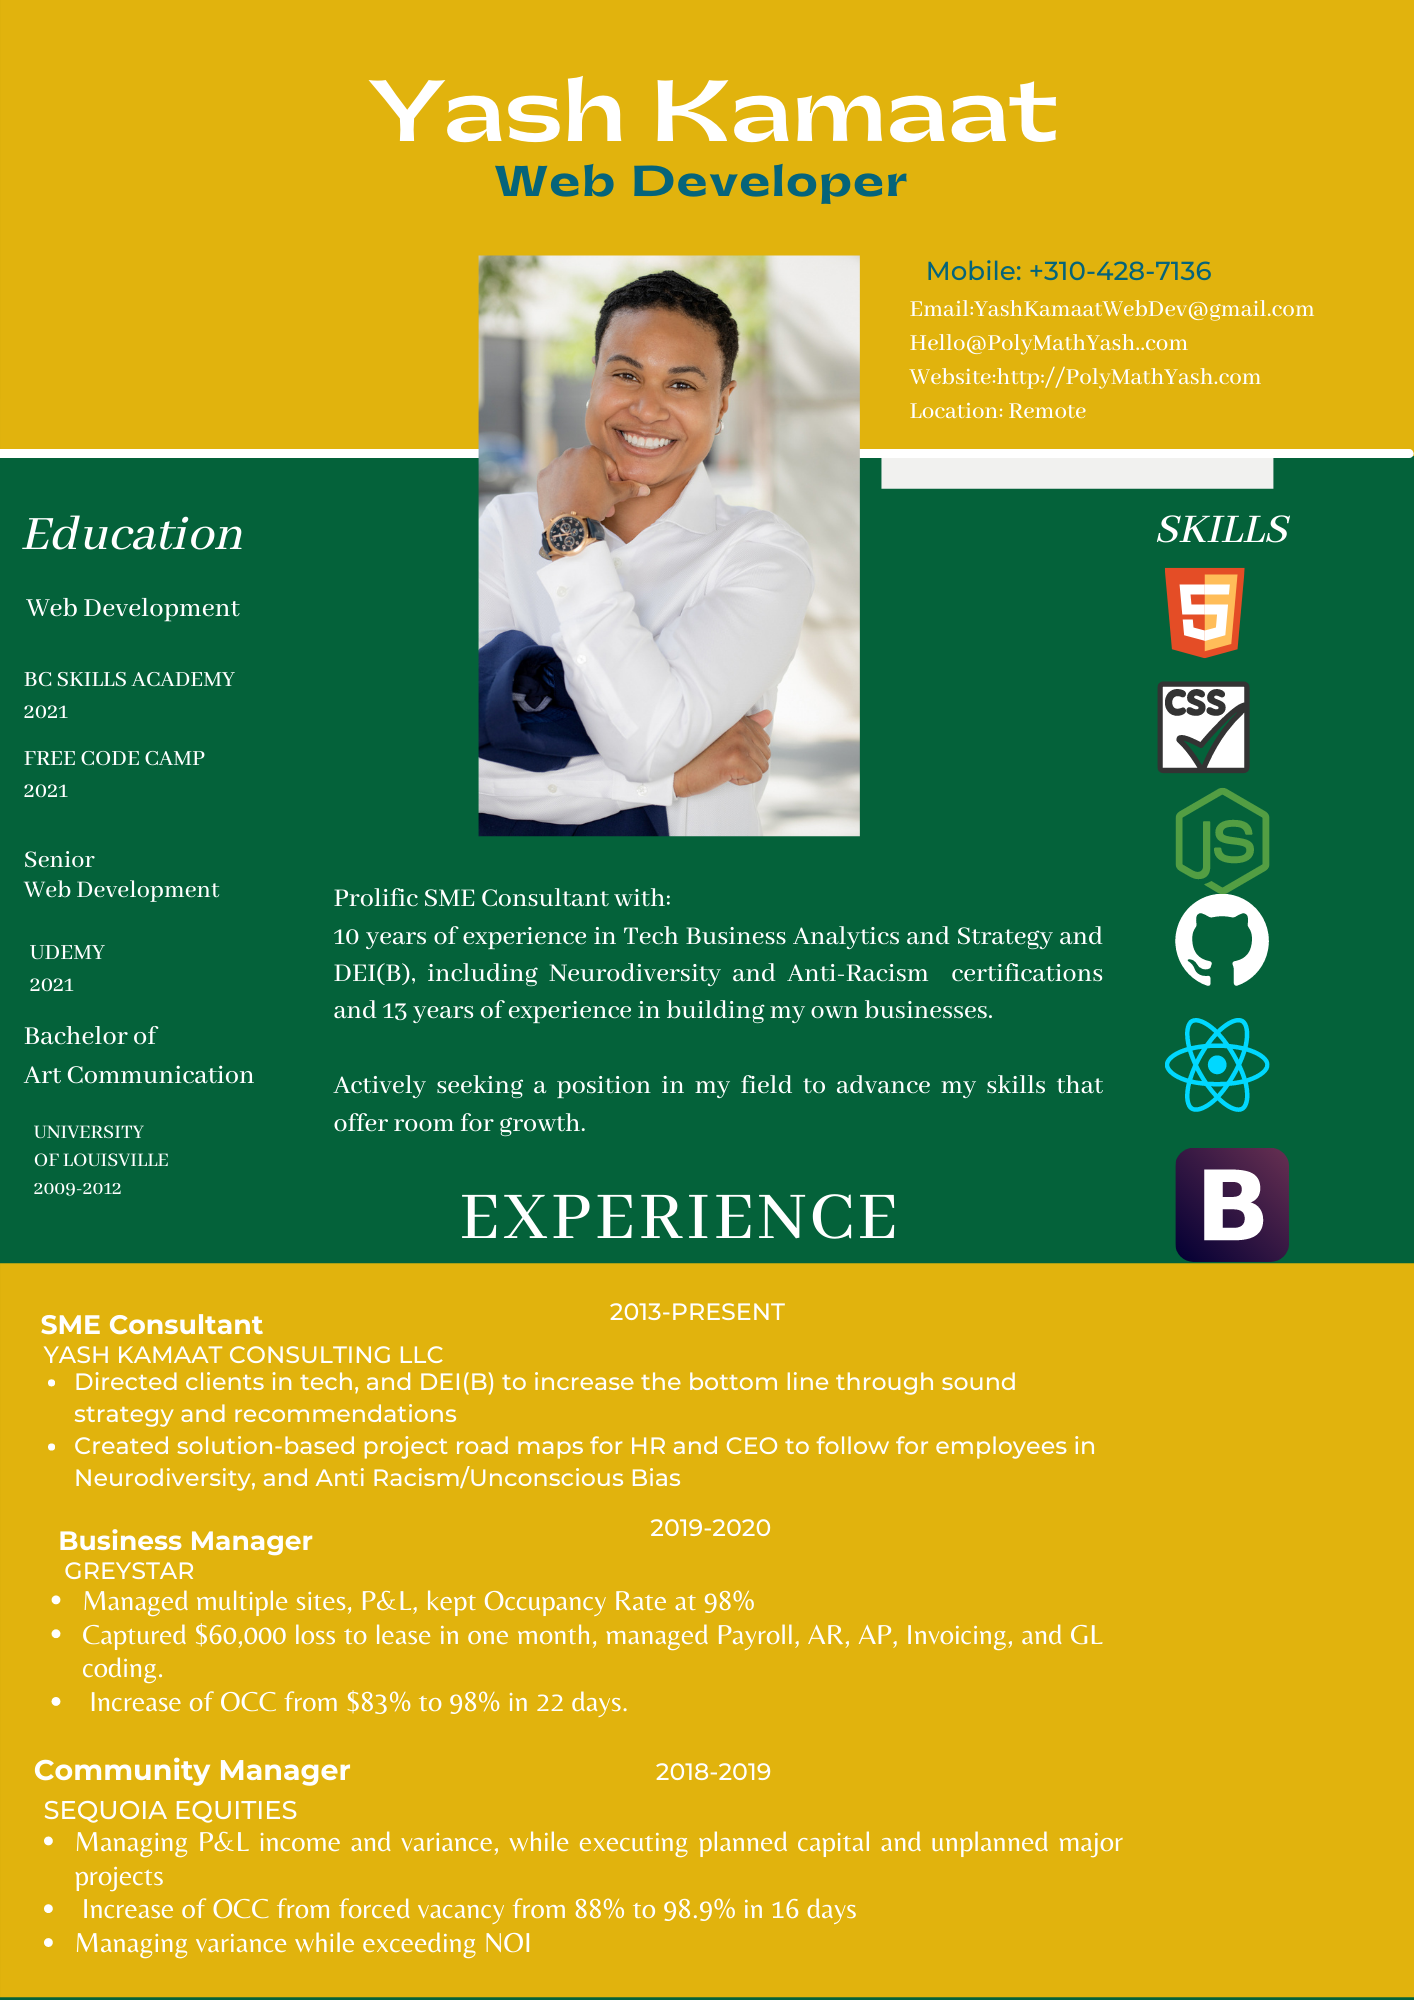 Yash Kamaat
Web Developer
Mobile: +310-428-7136
Email:YashKamaatWebDev@gmail.com
Hello@PolyMathYash..com
Website:http://PolyMathYash.com
Location: Remote
Education
Web Development
BC SKILLS ACADEMY
2021
FREE CODE CAMP
2021
Senior
Web Development
UDEMY
2021
Bachelor of
Art Communication
UNIVERSITY
OF LOUISVILLE
2009-2012
SKILLS
5
CSS
JS
B
Prolific SME Consultant with:
10 years of experience in Tech Business Analytics and Strategy and
DEI(B), including Neurodiversity and Anti-Racism certifications
and 13 years of experience in building my own businesses.
Actively seeking a position in my field to advance my skills that
offer room for growth.
EXPERIENCE
SME Consultant
2013-PRESENT
YASH KAMAAT CONSULTING LLC
• Directed clients in tech, and DEI(B) to increase the bottom line through sound
strategy and recommendations
• Created solution-based project road maps for HR and CEO to follow for employees in
Neurodiversity, and Anti Racism/Unconscious Bias
Business Manager
2019-2020
GREYSTAR
• Managed multiple sites, P&L, kept Occupancy Rate at 98%
• Captured $60,000 loss to lease in one month, managed Payroll, AR, AP, Invoicing, and GL
coding.
• Increase of OCC from $83% to 98% in 22 days.
Community Manager
2018-2019
SEQUOIA EQUITIES
• Managing P&L income and variance, while executing planned capital and unplanned major
projects
• Increase of OCC from forced vacancy from 88% to 98.9% in 16 days
• Managing variance while exceeding NOI